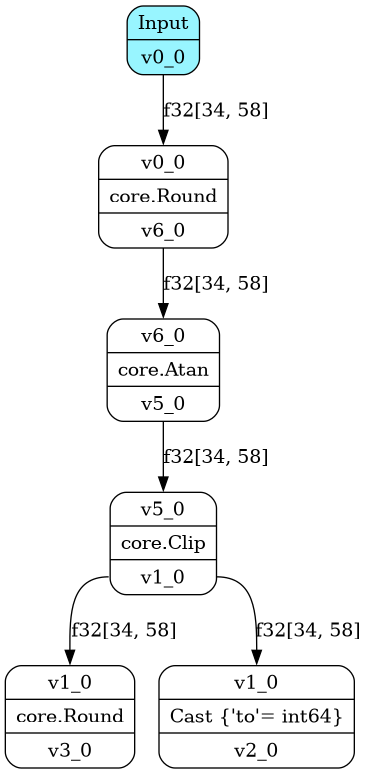 Input
v0_0
f32[34, 58]
v0_0
core.Round
v6_0
f32[34, 58]
v6_0
core.Atan
v5_0
f32[34, 58]
v5_0
core.Clip
v1_0
f32[34, 58]
f32[34, 58]
v1_0
core.Round
v3_0
v1_0
Cast {'to'= int64}
v2_0